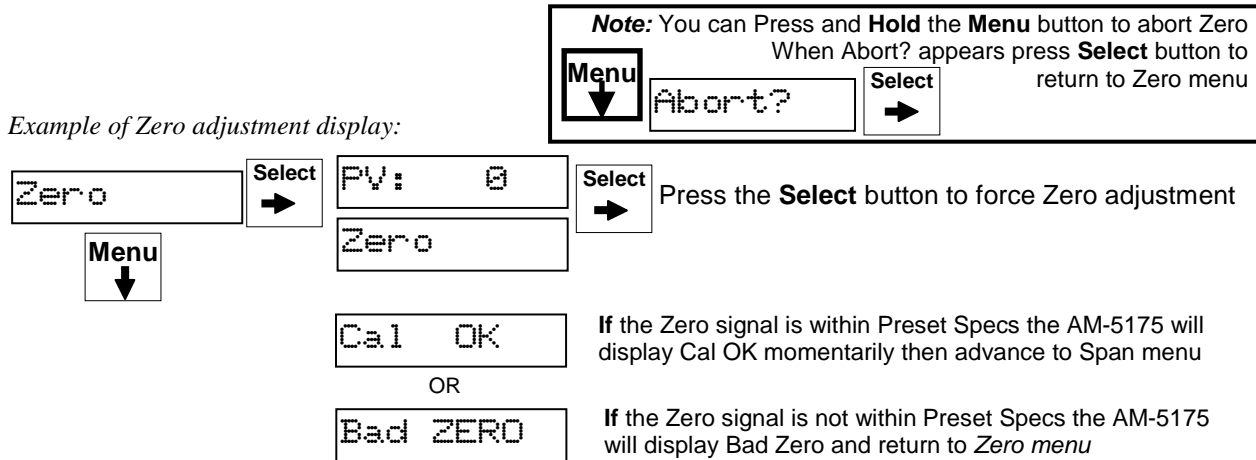 Note: You can Press and Hold the Menu button to abort Zero
When Abort? appears press Select button to
return to Zero menu
Menu
Abort?
Select
Example of Zero adjustment display:
Zero
Select
PV: 0
Zero
Select
Press the Select button to force Zero adjustment
Menu
Cal OK
If the Zero signal is within Preset Specs the AM-5175 will
display Cal OK momentarily then advance to Span menu
OR
Bad ZERO
If the Zero signal is not within Preset Specs the AM-5175
will display Bad Zero and return to Zero menu